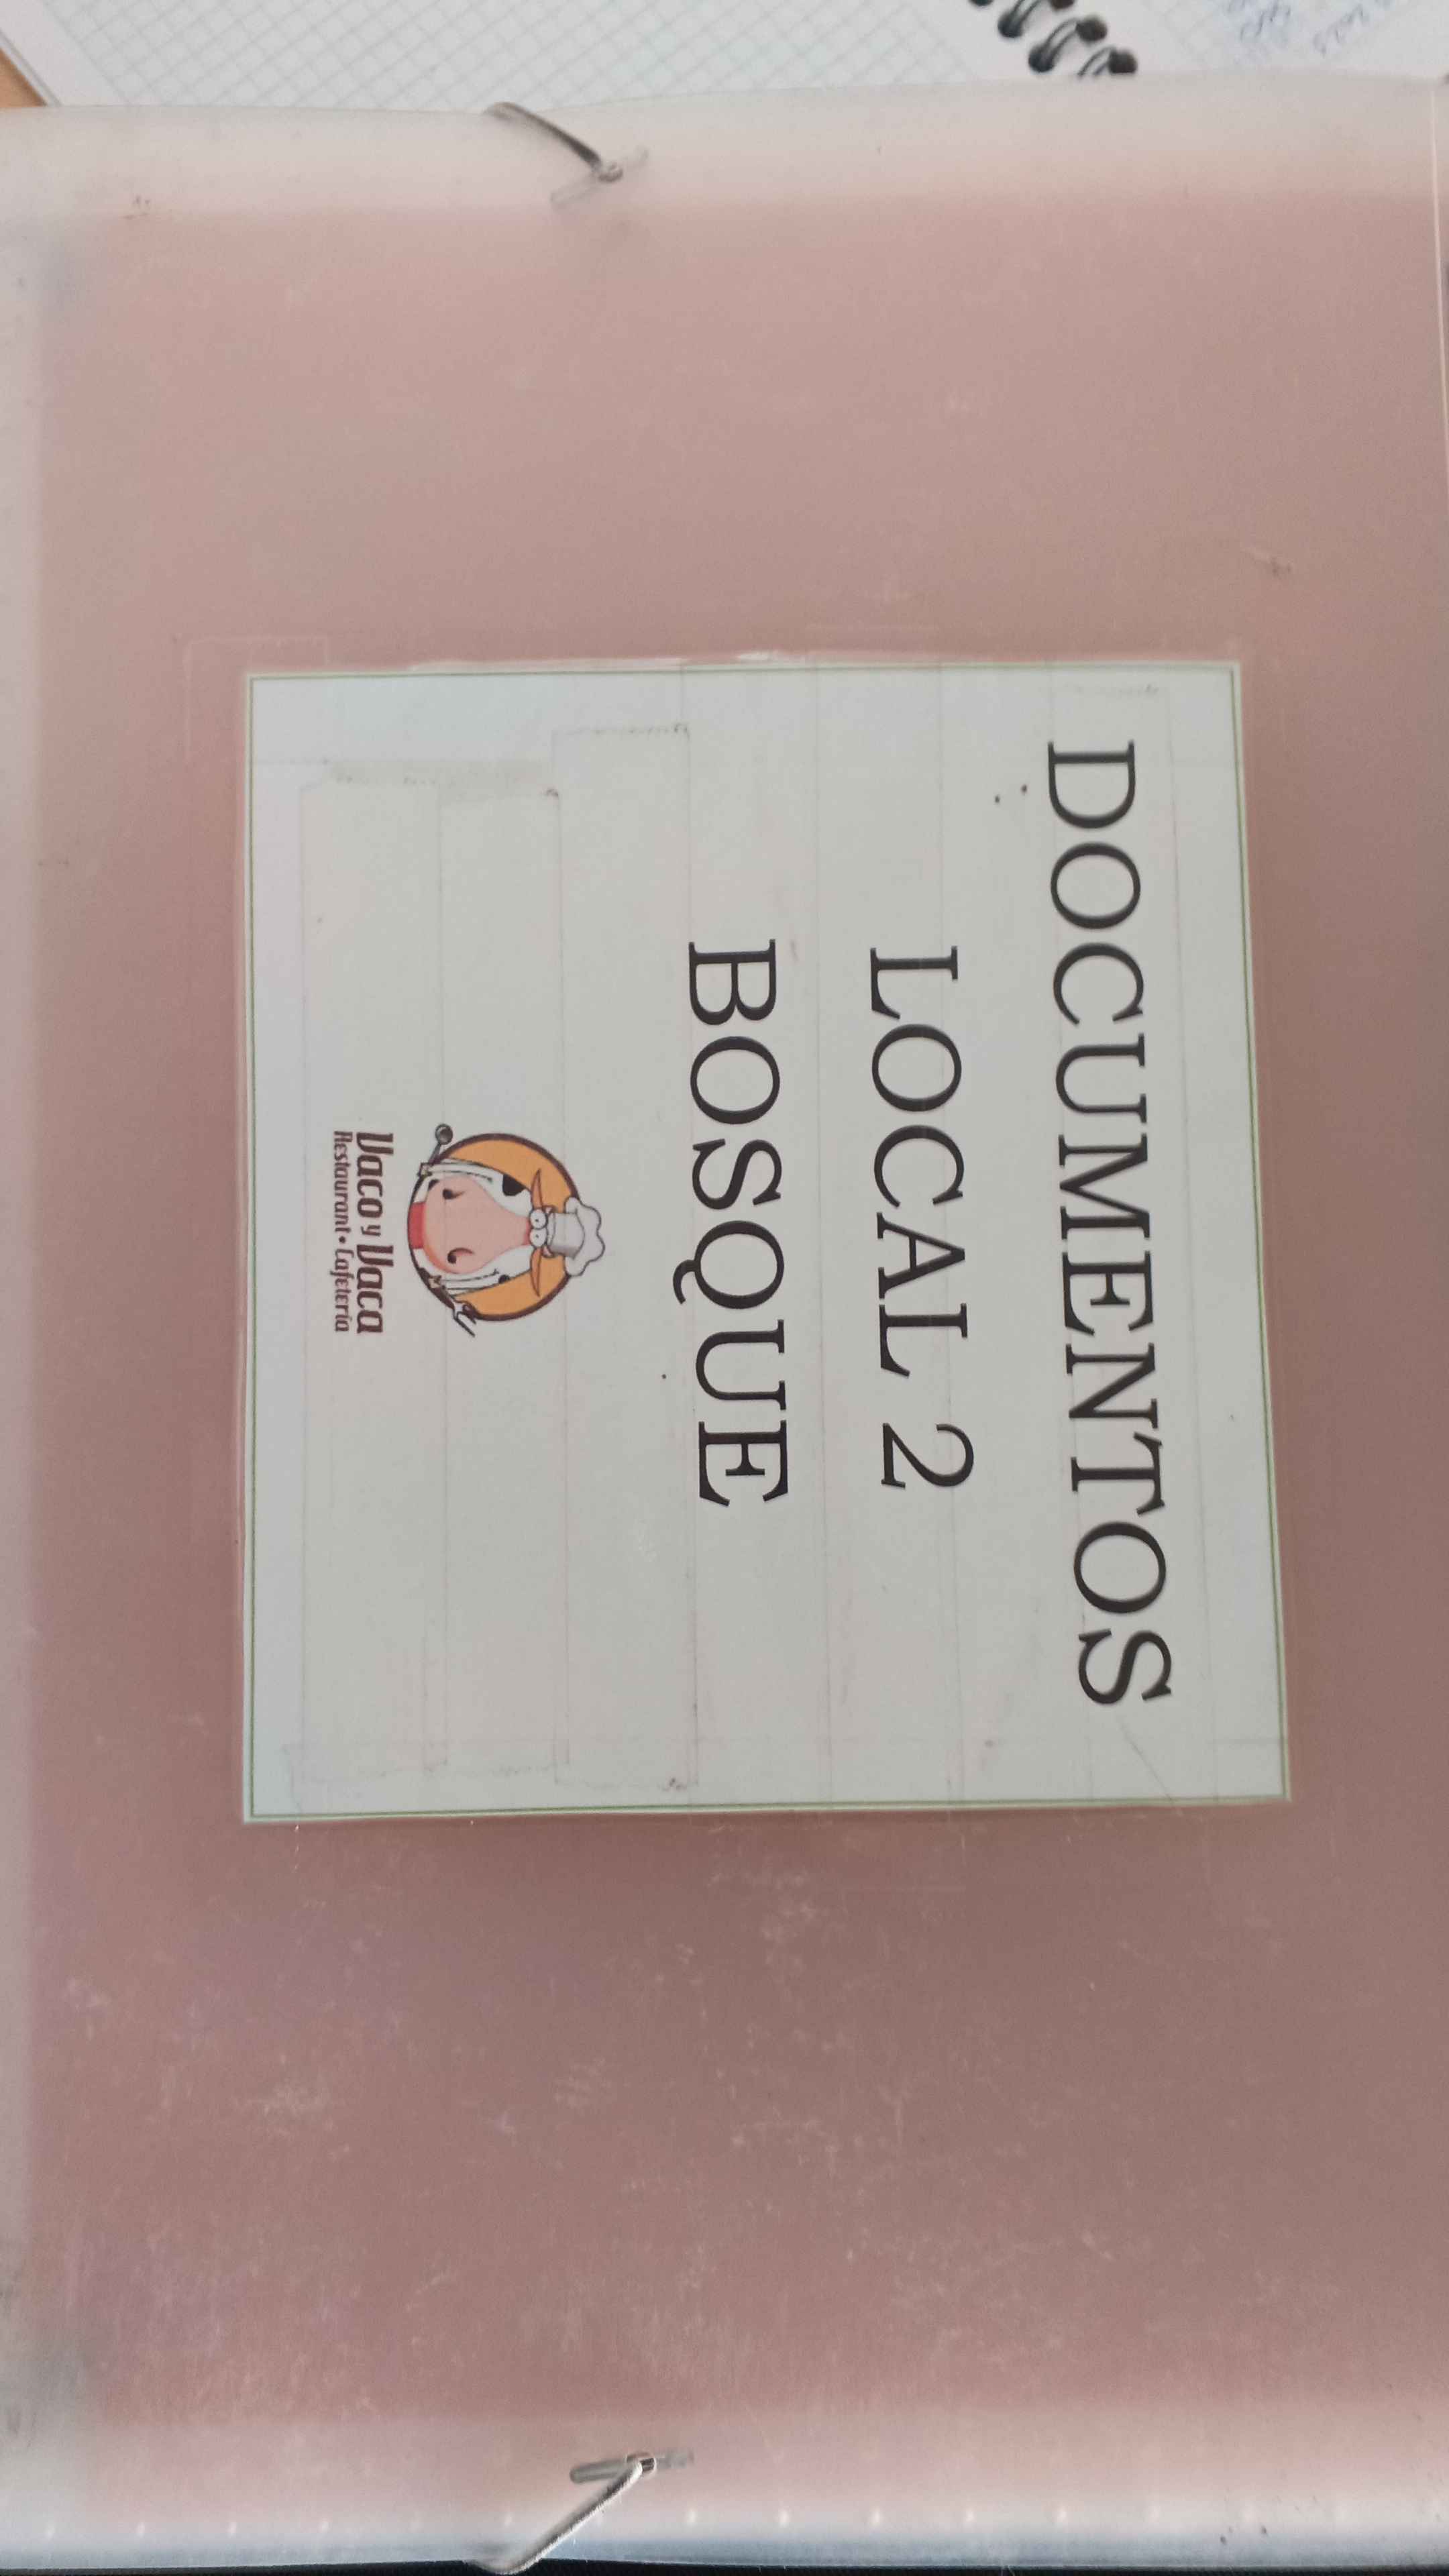 DOCUMENTOS
LOCAL 2
BOSQUE
Vaco y Vaca
Restaurant • Cafetería